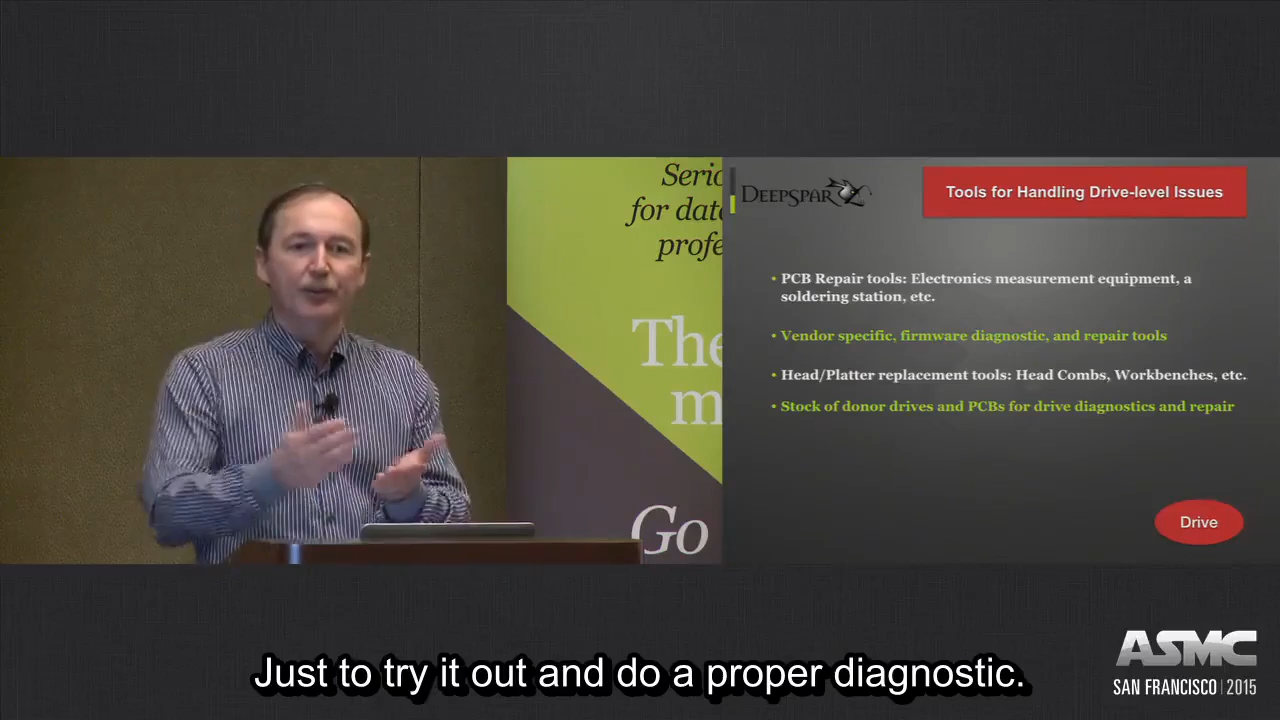 Serio
for data
profe
The
m
Go
DEEPSPAR
Tools for Handling Drive-level Issues
• PCB Repair tools: Electronics measurement equipment, a
soldering station, etc.
• Vendor specific, firmware diagnostic, and repair tools
• Head/Platter replacement tools: Head Combs, Workbenches, etc.
• Stock of donor drives and PCBs for drive diagnostics and repair
Drive
Just to try it out and do a proper diagnostic.
ASMC
SAN FRANCISCO | 2015